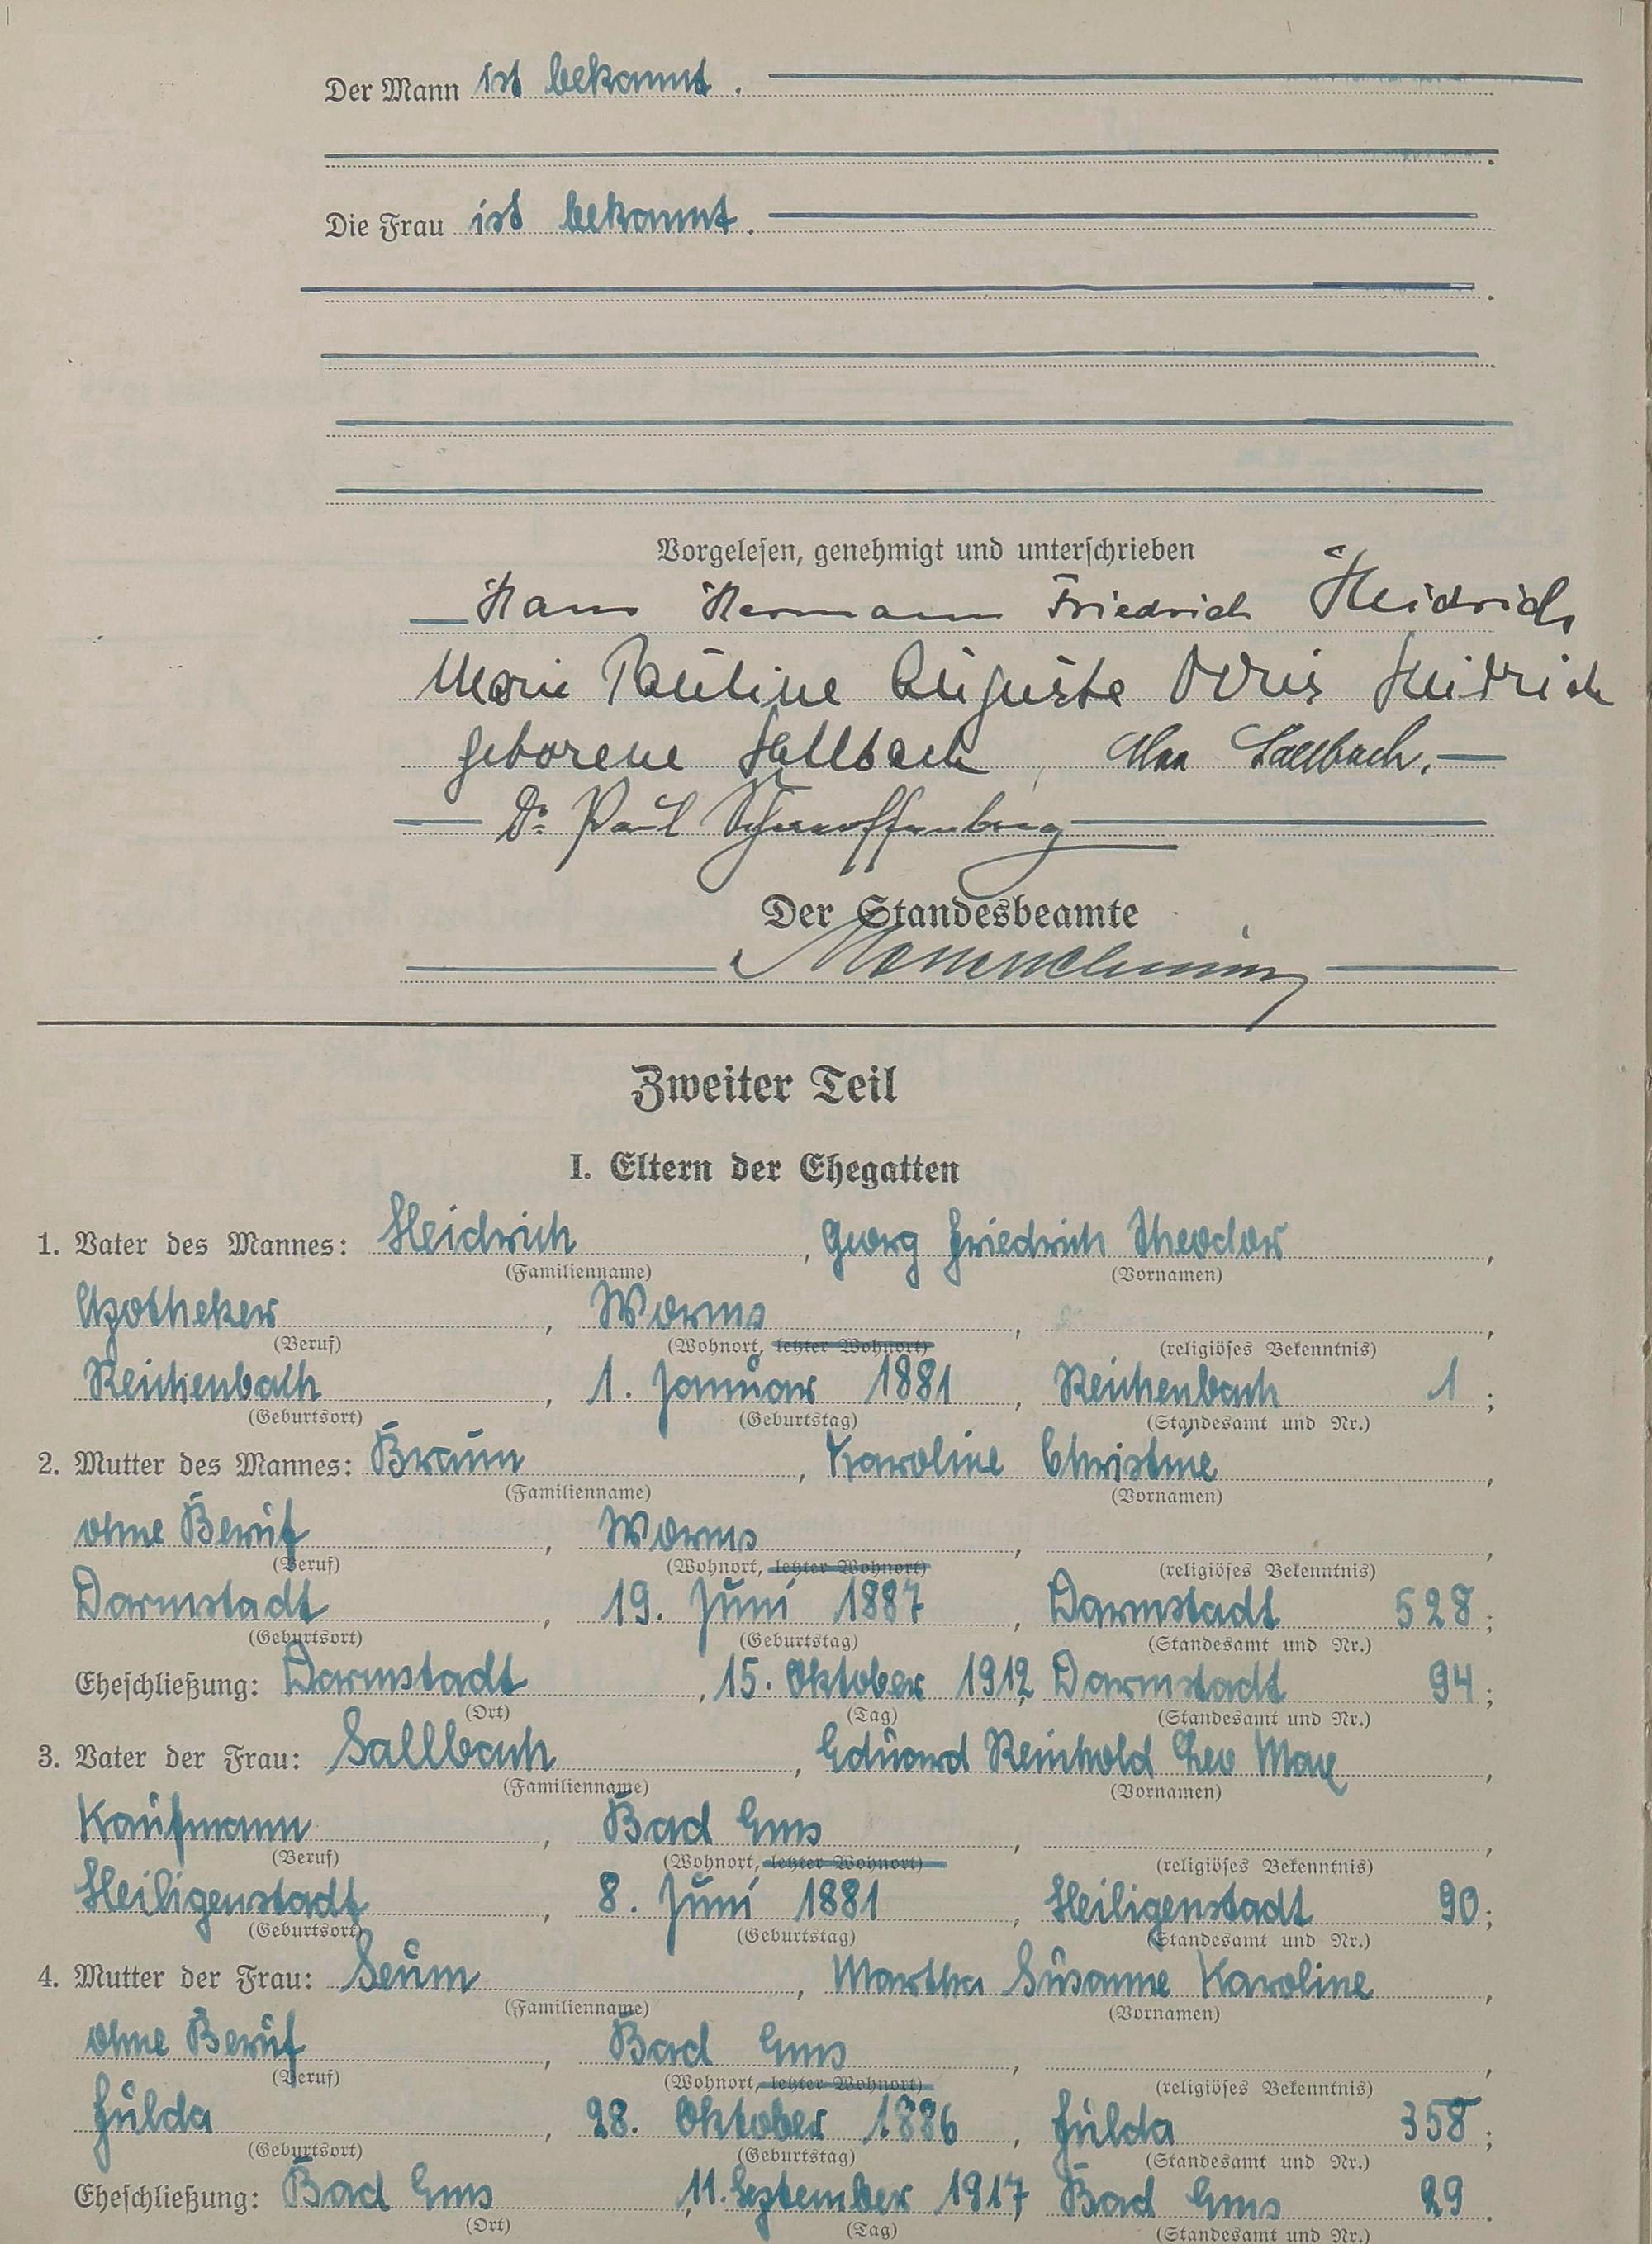 Der Mann ist bekannt.
Die Frau ist bekannt.
Vorgelesen, genehmigt und unterschrieben
Hans Hermann Friedrich Heidrich
Marie Pauline Auguste Doris Heidrich
geborene Sallbach, Max Sallbach.
Dr. Paul
Der Standesbeamte
Zweiter Teil
I. Eltern der Ehegatten
1. Vater des Mannes: Heidrich, Georg Friedrich Theodor,
(Familienname) (Vornamen)
Apotheker, Worms, ,
(Beruf) (Wohnort, letzter Wohnort) (religiöses Bekenntnis)
Reichenbach, 1. Januar 1881, Reichenbach 1;
(Geburtsort) (Geburtstag) (Standesamt und Nr.)
2. Mutter des Mannes: Braun, Karoline Christine,
(Familienname) (Vornamen)
ohne Beruf, Worms, ,
(Beruf) (Wohnort, letzter Wohnort) (religiöses Bekenntnis)
Darmstadt, 19. Juni 1887, Darmstadt 528;
(Geburtsort) (Geburtstag) (Standesamt und Nr.)
Eheschließung: Darmstadt, 15. Oktober 1912, Darmstadt 94;
(Ort) (Tag) (Standesamt und Nr.)
3. Vater der Frau: Sallbach, Eduard Reinhold Leo Max,
(Familienname) (Vornamen)
Kaufmann, Bad Ems, ,
(Beruf) (Wohnort, letzter Wohnort) (religiöses Bekenntnis)
Heiligenstadt, 8. Juni 1881, Heiligenstadt 90;
(Geburtsort) (Geburtstag) (Standesamt und Nr.)
4. Mutter der Frau: Seum, Martha Susanne Karoline,
(Familienname) (Vornamen)
ohne Beruf, Bad Ems, ,
(Beruf) (Wohnort, letzter Wohnort) (religiöses Bekenntnis)
Fulda, 28. Oktober 1886, Fulda 358;
(Geburtsort) (Geburtstag) (Standesamt und Nr.)
Eheschließung: Bad Ems, 11. September 1917, Bad Ems 29.
(Ort) (Tag) (Standesamt und Nr.)